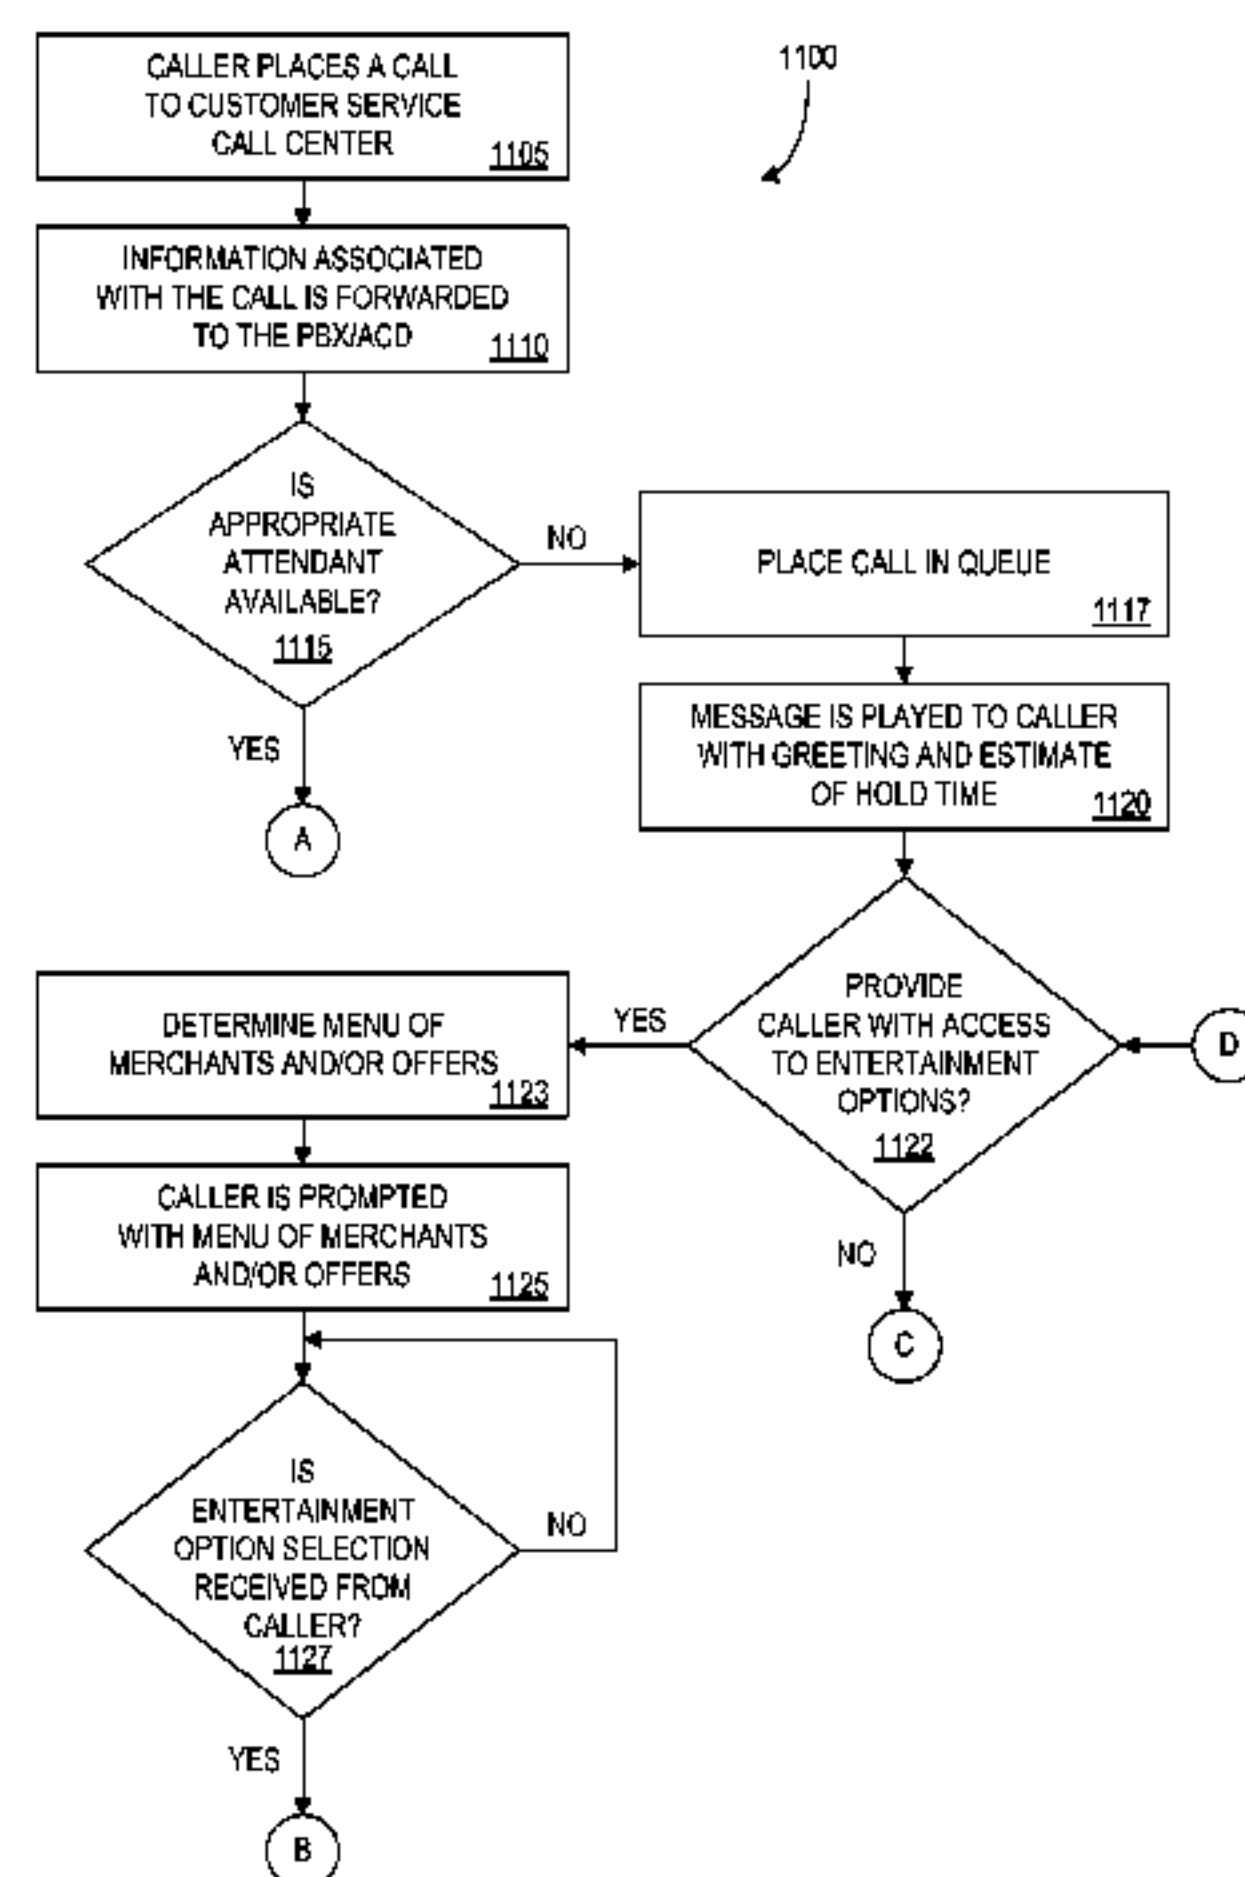 CALLER PLACES A CALL
TO CUSTOMER SERVICE
CALL CENTER
1105
1100
INFORMATION ASSOCIATED
WITH THE CALL IS FORWARDED
TO THE PBX/ACD
1110
IS
APPROPRIATE
ATTENDANT
AVAILABLE?
1115
NO
YES
A
PLACE CALL IN QUEUE
1117
MESSAGE IS PLAYED TO CALLER
WITH GREETING AND ESTIMATE
OF HOLD TIME
1120
PROVIDE
CALLER WITH ACCESS
TO ENTERTAINMENT
OPTIONS?
1122
D
YES
NO
C
DETERMINE MENU OF
MERCHANTS AND/OR OFFERS
1123
CALLER IS PROMPTED
WITH MENU OF MERCHANTS
AND/OR OFFERS
1125
IS
ENTERTAINMENT
OPTION SELECTION
RECEIVED FROM
CALLER?
1127
NO
YES
B